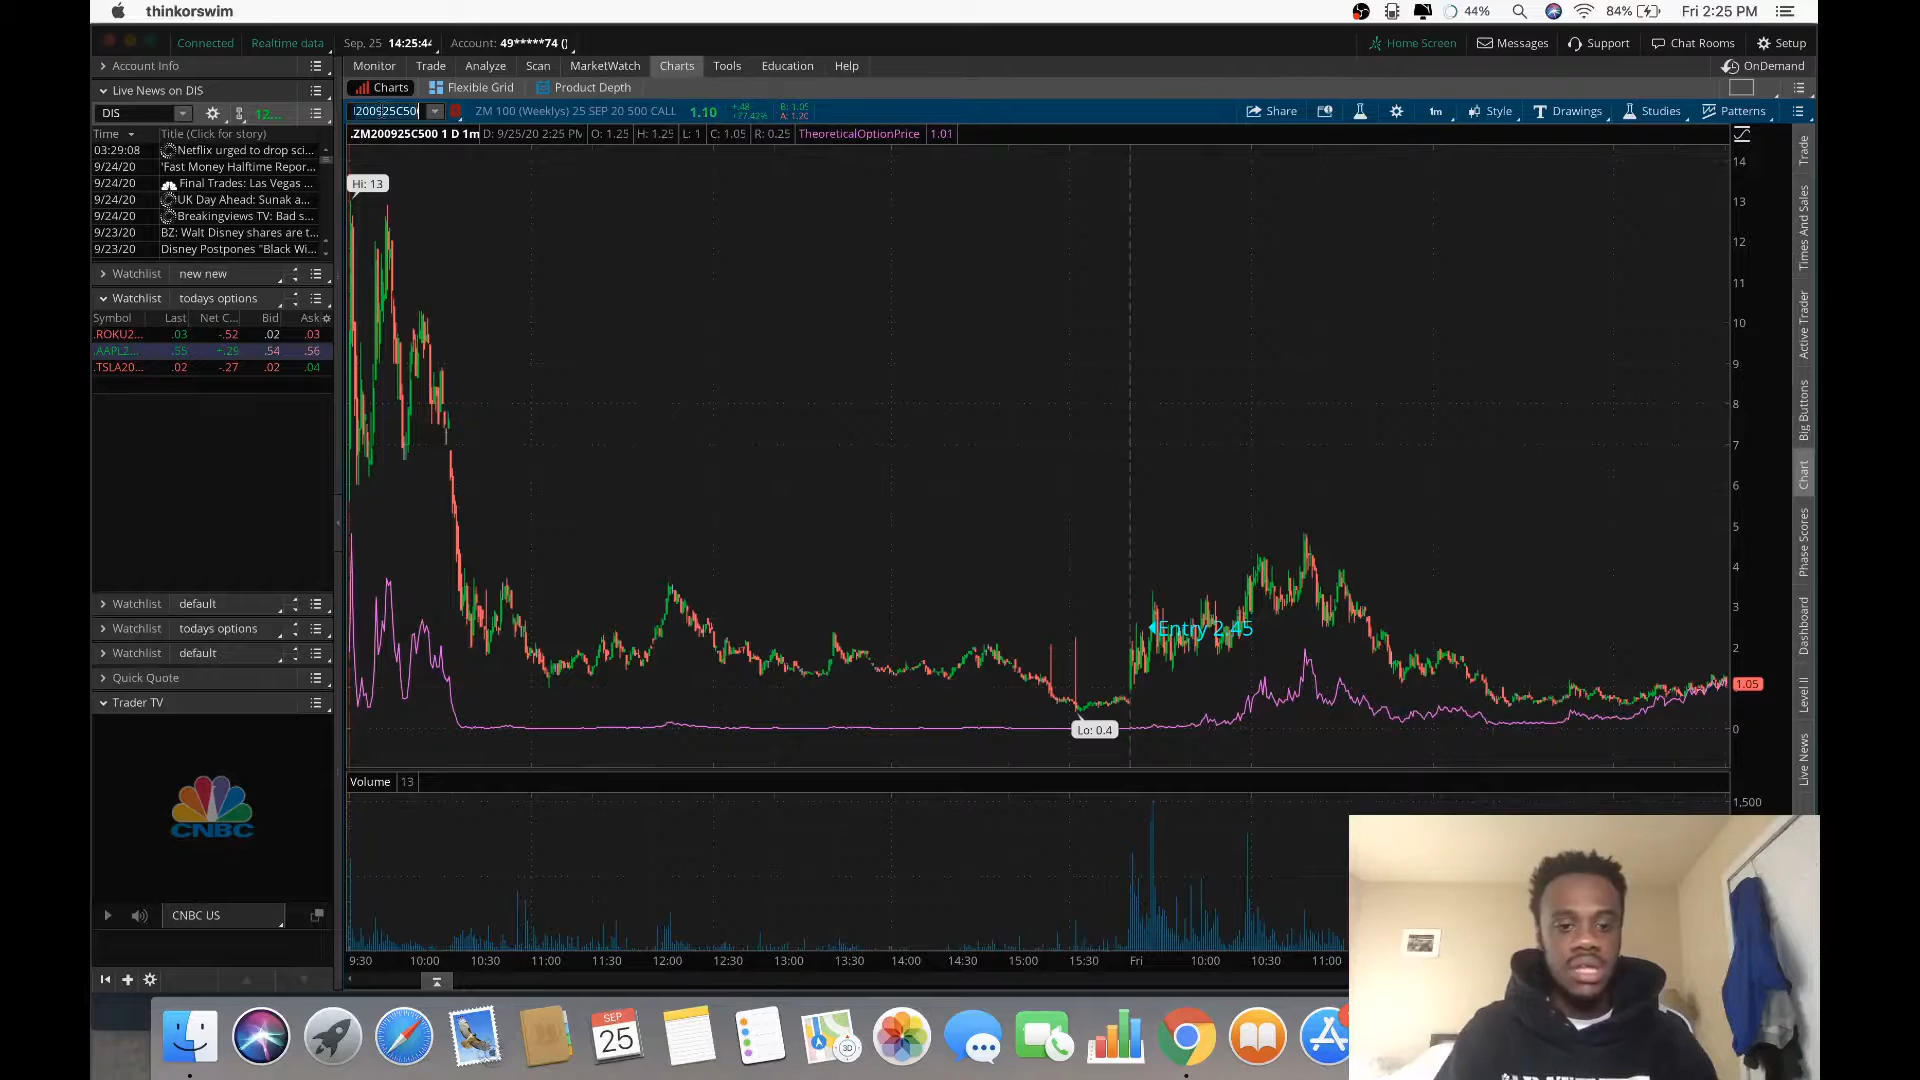 thinkorswim
44%
84%
Fri 2:25 PM
Connected
Realtime data
Sep. 25 14:25:44
Account: 49*****74 ()
Home Screen
Messages
Support
Chat Rooms
Setup
Account Info
Monitor Trade Analyze Scan MarketWatch Charts Tools Education Help
OnDemand
Live News on DIS
Charts Flexible Grid Product Depth
DIS
12...
ZM 100 (Weeklys) 25 SEP 20 500 CALL
1.10
+.48
+77.42%
B: 1.05
A: 1.20
Share
1m
Style
Drawings
Studies
Patterns
Time Title (Click for story)
.ZM200925C500 1 D 1m
D: 9/25/20 2:25 PM
O: 1.25
H: 1.25
L: 1
C: 1.05
R: 0.25
TheoreticalOptionPrice
1.01
03:29:08 Netflix urged to drop sci...
9/24/20 'Fast Money Halftime Repor...
9/24/20 Final Trades: Las Vegas ...
9/24/20 UK Day Ahead: Sunak a...
9/24/20 Breakingviews TV: Bad s...
9/23/20 BZ: Walt Disney shares are t...
9/23/20 Disney Postpones "Black Wi...
Watchlist new new
Watchlist todays options
Symbol Last Net C... Bid Ask
.ROKU2... .03 -.52 .02 .03
.AAPL2... .55 +.29 .54 .56
.TSLA20... .02 -.27 .02 .04
Watchlist default
Watchlist todays options
Watchlist default
Quick Quote
Trader TV
CNBC
CNBC US
Hi: 13
Entry 2.45
Lo: 0.4
14
13
12
11
10
9
8
7
6
5
4
3
2
1.05
0
Volume 13
1,500
9:30 10:00 10:30 11:00 11:30 12:00 12:30 13:00 13:30 14:00 14:30 15:00 15:30 Fri 10:00 10:30 11:00
Trade
Times And Sales
Active Trader
Big Buttons
Chart
Phase Scores
Dashboard
Level II
Live News
SEP
25
3D